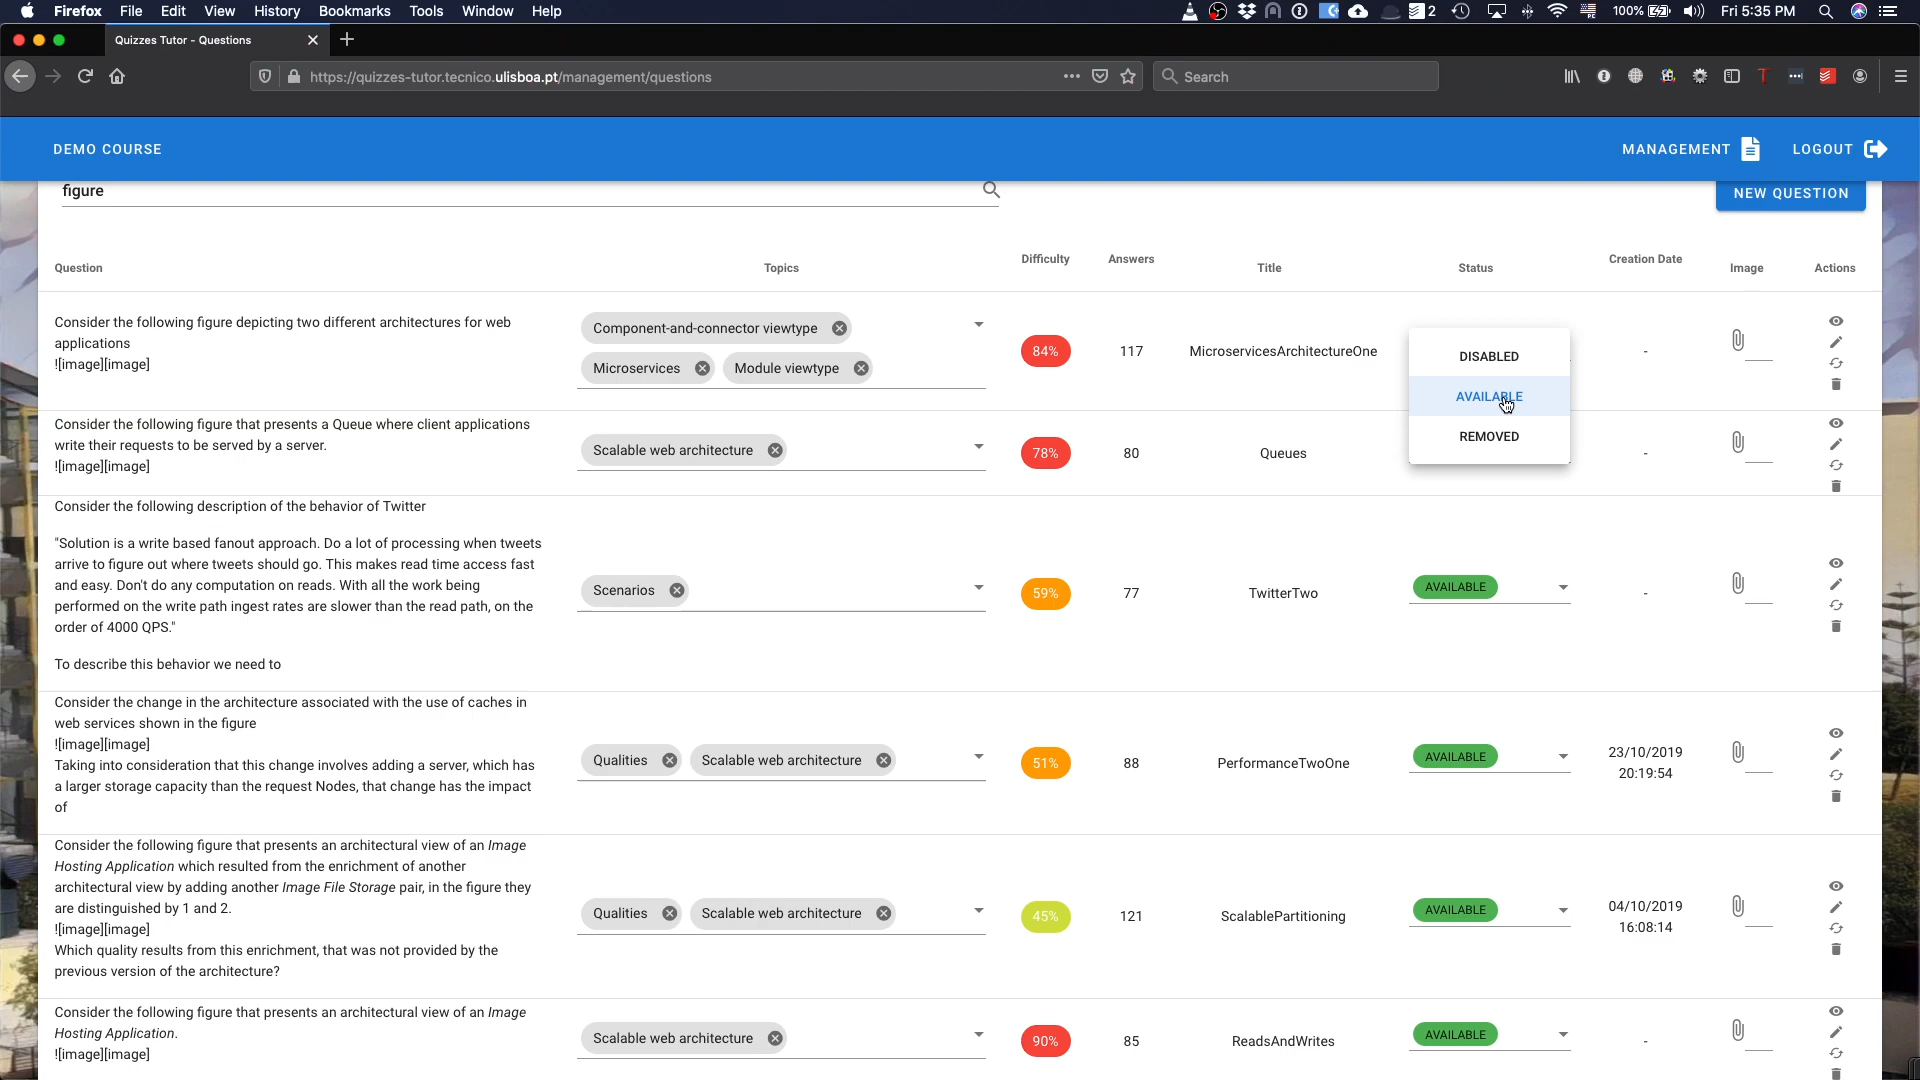 Firefox File Edit View History Bookmarks Tools Window Help
2 100% Fri 5:35 PM
Quizzes Tutor - Questions
https://quizzes-tutor.tecnico.ulisboa.pt/management/questions
Search
DEMO COURSE
MANAGEMENT
LOGOUT
figure
NEW QUESTION
Question Topics Difficulty Answers Title Status Creation Date Image Actions
Consider the following figure depicting two different architectures for web
applications
![image][image]
Component-and-connector viewtype
Microservices Module viewtype
84% 117 MicroservicesArchitectureOne -
DISABLED
AVAILABLE
REMOVED
Consider the following figure that presents a Queue where client applications
write their requests to be served by a server.
![image][image]
Scalable web architecture
78% 80 Queues -
Consider the following description of the behavior of Twitter
"Solution is a write based fanout approach. Do a lot of processing when tweets
arrive to figure out where tweets should go. This makes read time access fast
and easy. Don't do any computation on reads. With all the work being
performed on the write path ingest rates are slower than the read path, on the
order of 4000 QPS."
To describe this behavior we need to
Scenarios
59% 77 TwitterTwo AVAILABLE -
Consider the change in the architecture associated with the use of caches in
web services shown in the figure
![image][image]
Taking into consideration that this change involves adding a server, which has
a larger storage capacity than the request Nodes, that change has the impact
of
Qualities Scalable web architecture
51% 88 PerformanceTwoOne AVAILABLE
23/10/2019
20:19:54
Consider the following figure that presents an architectural view of an Image
Hosting Application which resulted from the enrichment of another
architectural view by adding another Image File Storage pair, in the figure they
are distinguished by 1 and 2.
![image][image]
Which quality results from this enrichment, that was not provided by the
previous version of the architecture?
Qualities Scalable web architecture
45% 121 ScalablePartitioning AVAILABLE
04/10/2019
16:08:14
Consider the following figure that presents an architectural view of an Image
Hosting Application.
![image][image]
Scalable web architecture
90% 85 ReadsAndWrites AVAILABLE -